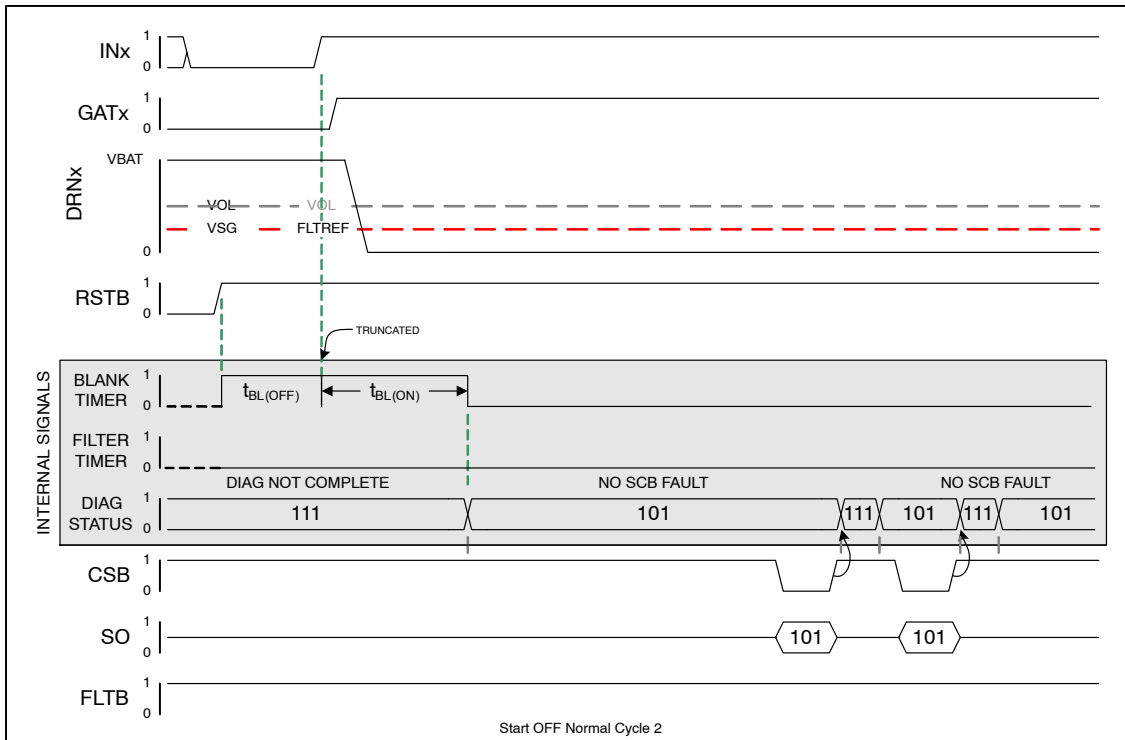 INx 1 0
GATx 1 0
DRNx VBAT 0
VOL VOL
VSG FLTREF
RSTB 1 0
TRUNCATED
INTERNAL SIGNALS
BLANK TIMER 1 0
tBL(OFF) tBL(ON)
FILTER TIMER 1 0
DIAG NOT COMPLETE NO SCB FAULT NO SCB FAULT
DIAG STATUS 1 0
111 101 111 101 111 101
CSB 1 0
SO 1 0
101 101
FLTB 1 0
Start OFF Normal Cycle 2